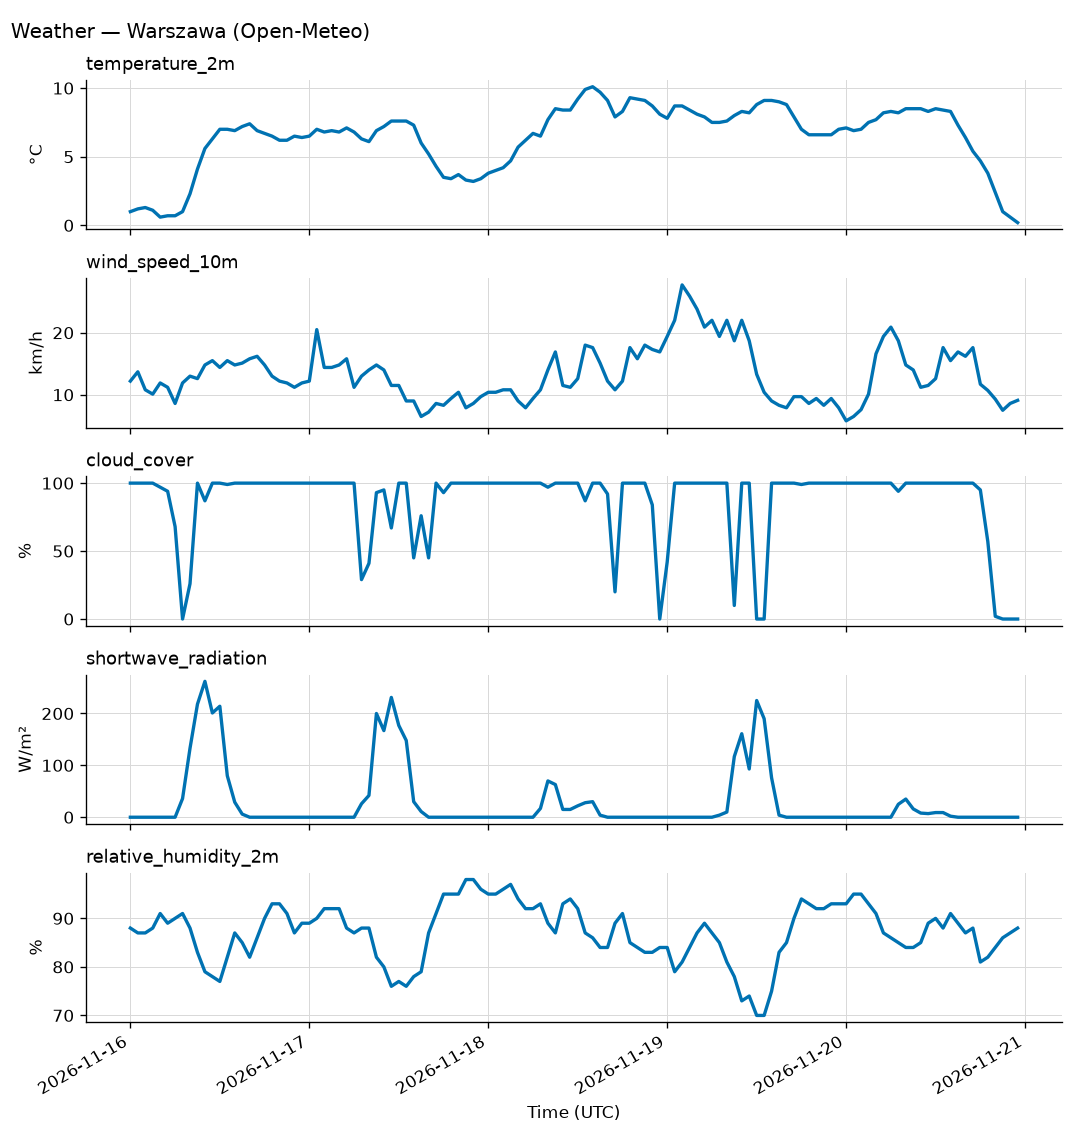 Weather — Warszawa (Open-Meteo)
temperature_2m
10
5
0
°C
wind_speed_10m
20
10
km/h
cloud_cover
100
50
0
%
shortwave_radiation
200
100
0
W/m²
relative_humidity_2m
90
80
70
%
2026-11-16
2026-11-17
2026-11-18
2026-11-19
2026-11-20
2026-11-21
Time (UTC)